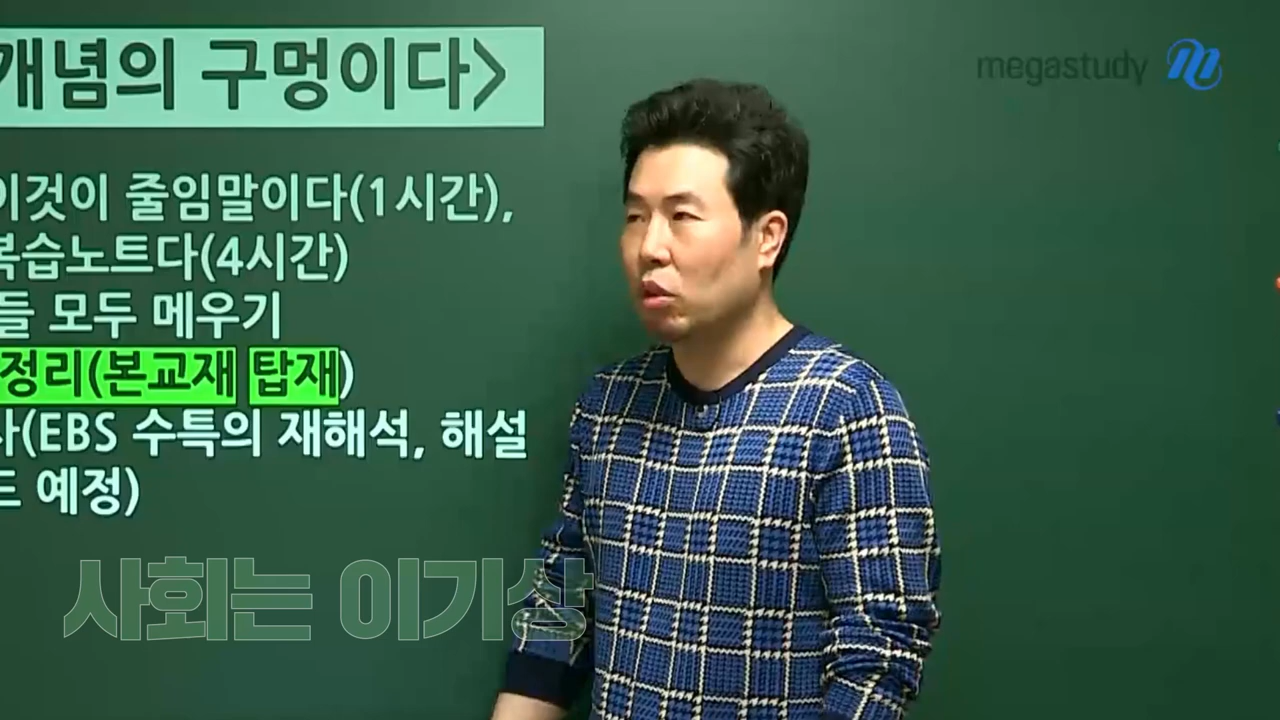 개념의 구멍이다>
megastudy
이것이 줄임말이다(1시간),
복습노트다(4시간)
들 모두 메우기
정리(본교재 탑재)
(EBS 수특의 재해석, 해설
드 예정)
사회는 이기상